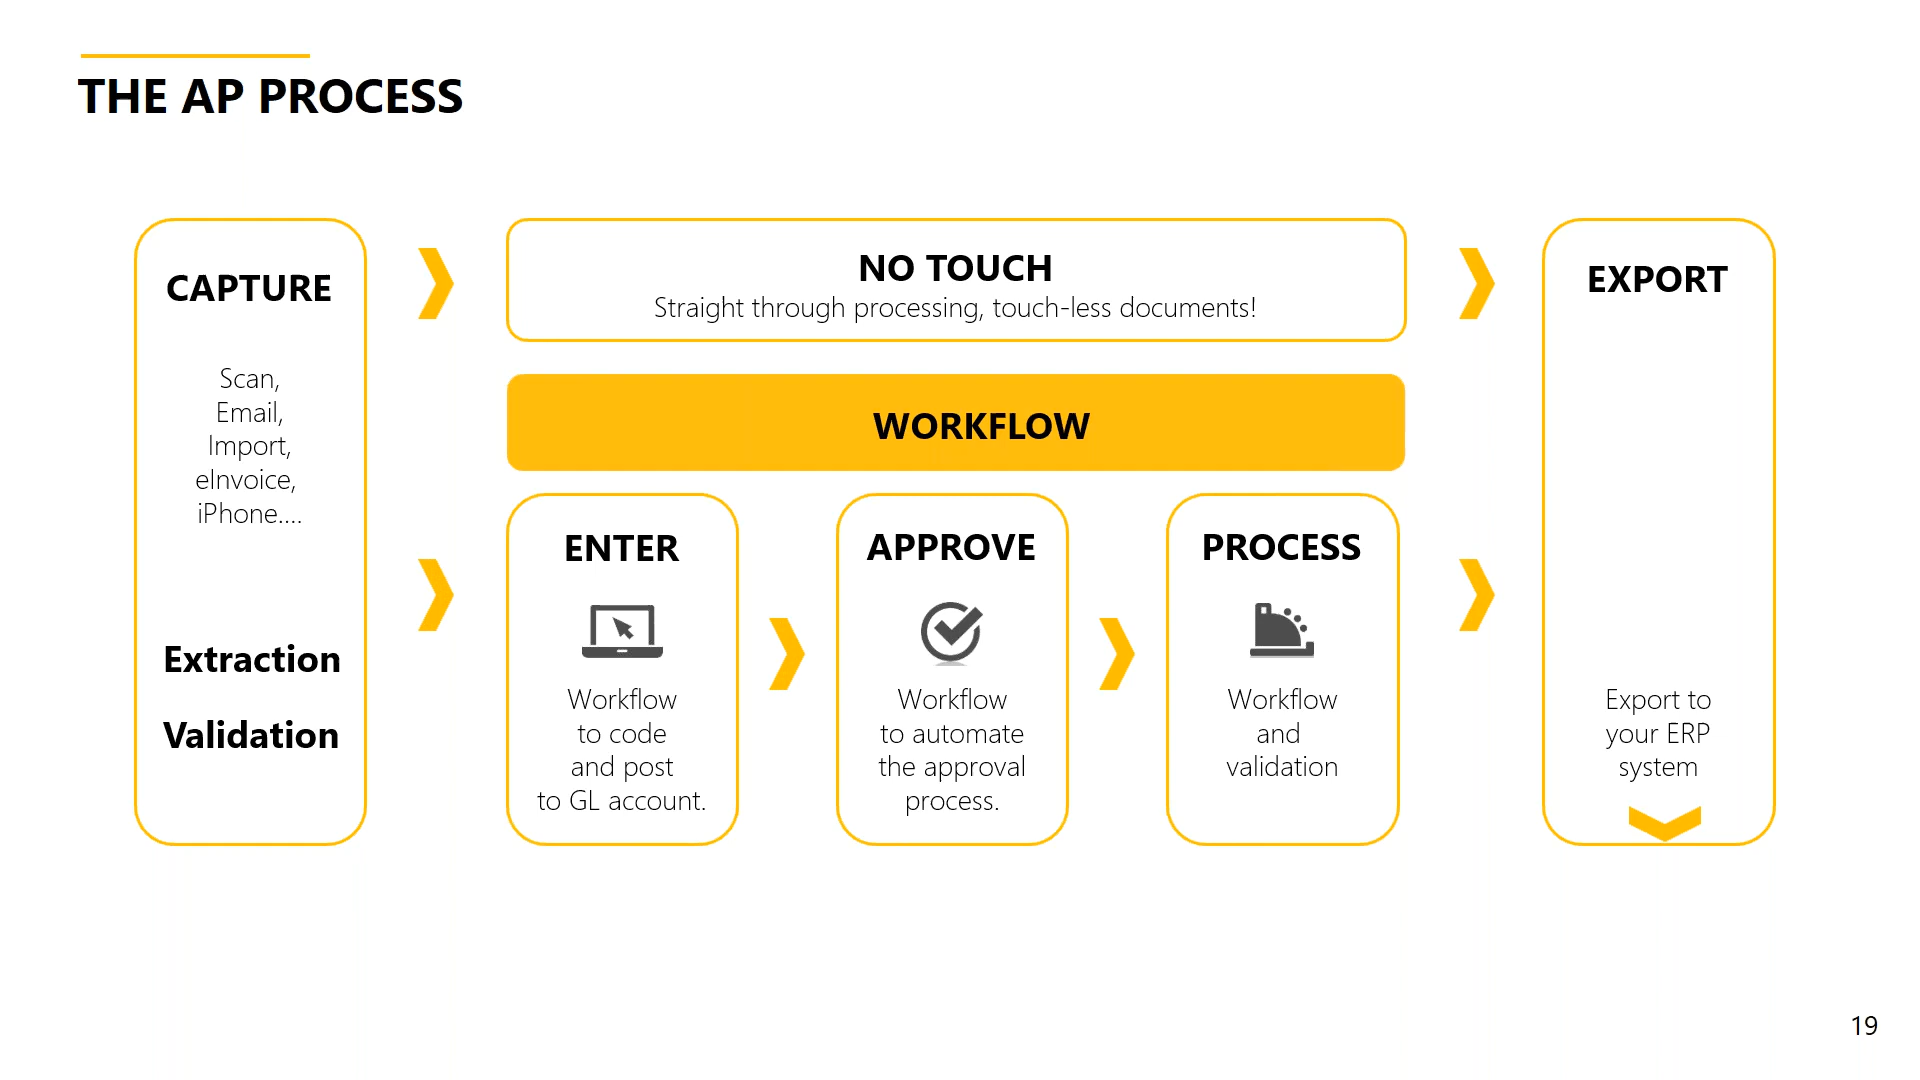 THE AP PROCESS
CAPTURE
Scan,
Email,
Import,
eInvoice,
iPhone....
Extraction
Validation
NO TOUCH
Straight through processing, touch-less documents!
WORKFLOW
ENTER
Workflow
to code
and post
to GL account.
APPROVE
Workflow
to automate
the approval
process.
PROCESS
Workflow
and
validation
EXPORT
Export to
your ERP
system
19